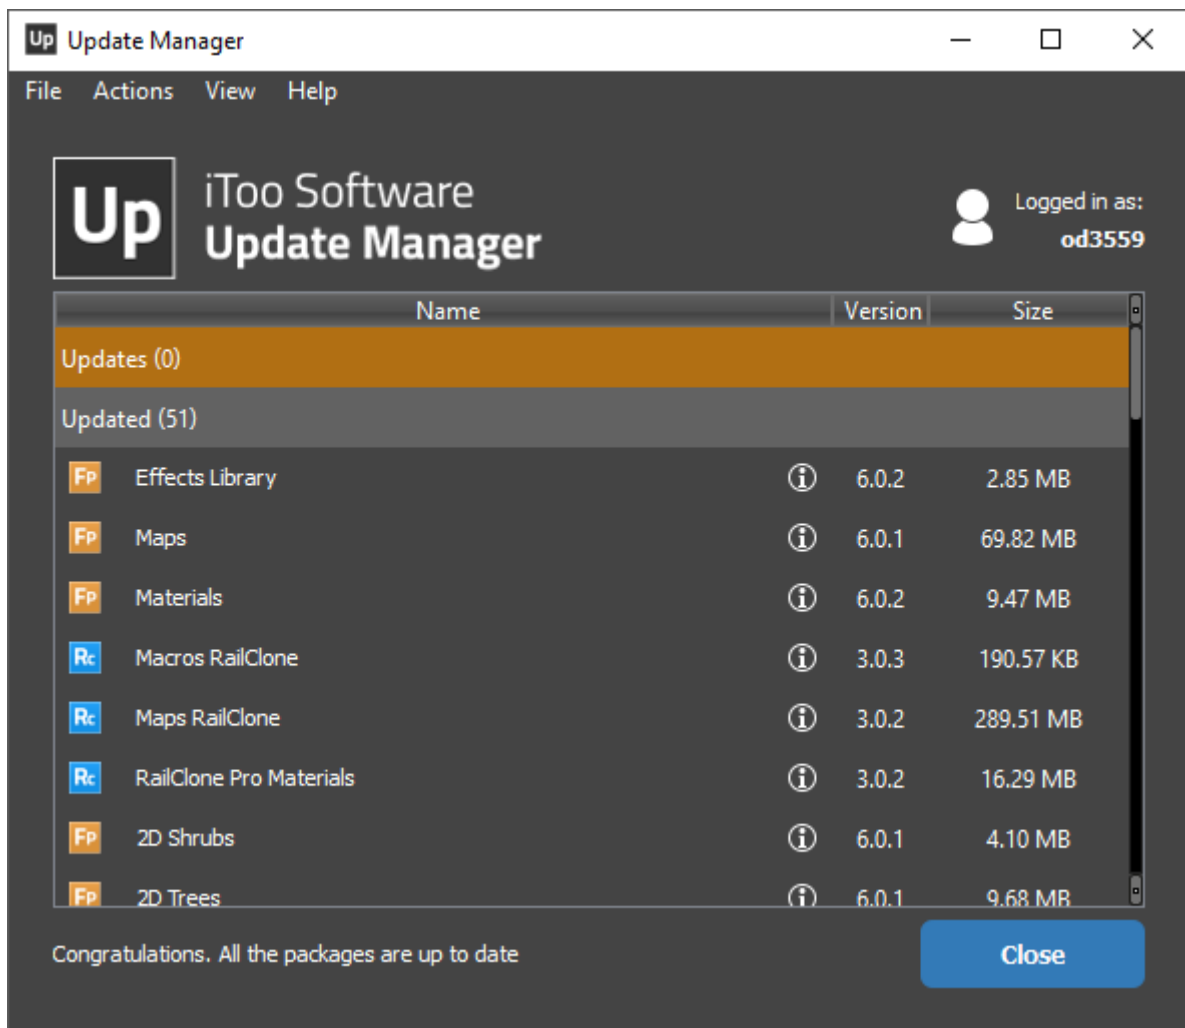 Up Update Manager
File Actions View Help
Up
iToo Software
Update Manager
Logged in as:
od3559
Name Version Size
Updates (0)
Updated (51)
FP Effects Library 6.0.2 2.85 MB
FP Maps 6.0.1 69.82 MB
FP Materials 6.0.2 9.47 MB
Rc Macros RailClone 3.0.3 190.57 KB
Rc Maps RailClone 3.0.2 289.51 MB
Rc RailClone Pro Materials 3.0.2 16.29 MB
FP 2D Shrubs 6.0.1 4.10 MB
FP 2D Trees 6.0.1 9.68 MB
Congratulations. All the packages are up to date
Close